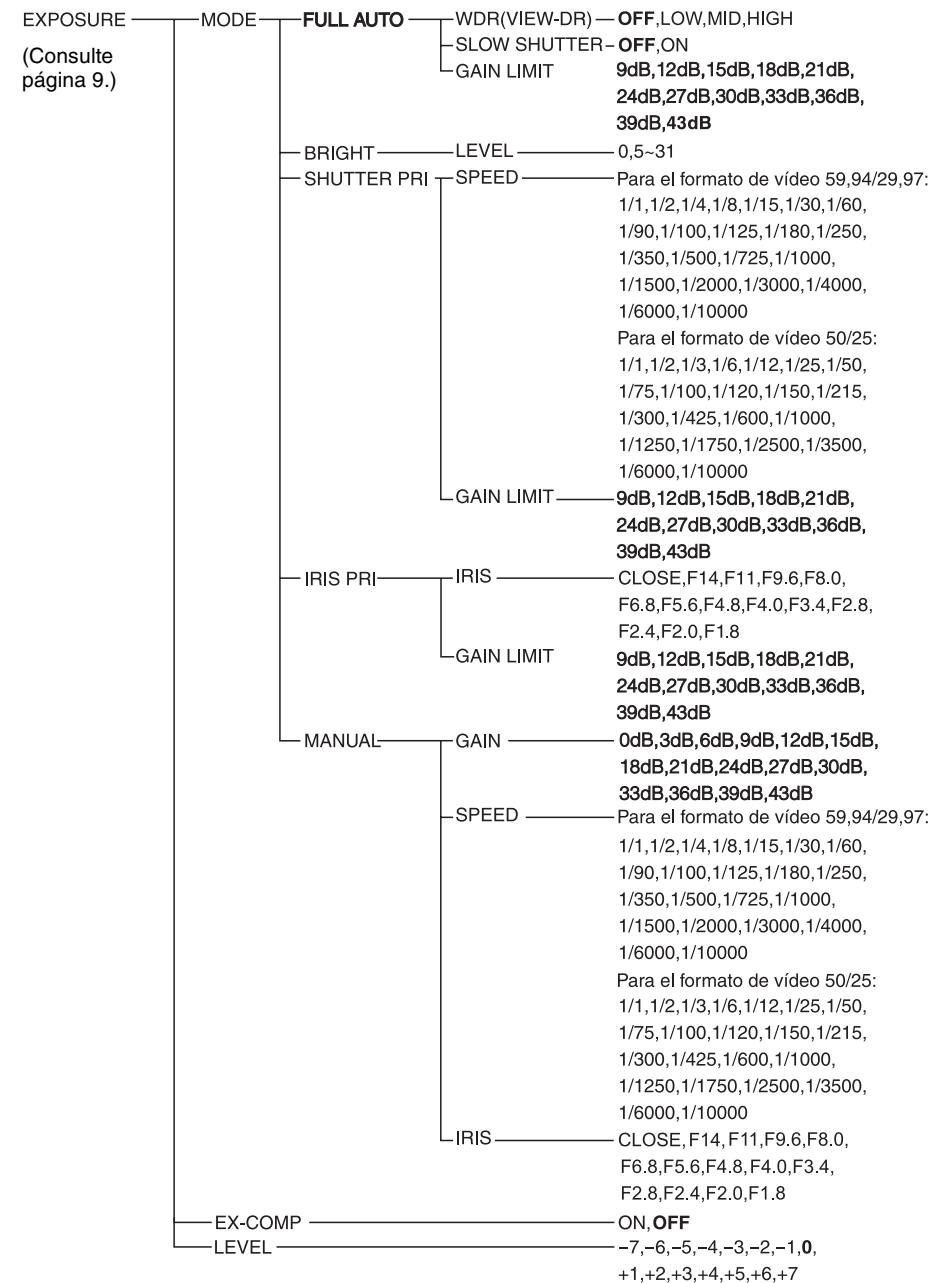 EXPOSURE MODE FULL AUTO WDR(VIEW-DR) OFF,LOW,MID,HIGH
(Consulte
página 9.)
SLOW SHUTTER OFF,ON
GAIN LIMIT 9dB,12dB,15dB,18dB,21dB,
24dB,27dB,30dB,33dB,36dB,
39dB,43dB
BRIGHT LEVEL 0,5~31
SHUTTER PRI SPEED Para el formato de vídeo 59,94/29,97:
1/1,1/2,1/4,1/8,1/15,1/30,1/60,
1/90,1/100,1/125,1/180,1/250,
1/350,1/500,1/725,1/1000,
1/1500,1/2000,1/3000,1/4000,
1/6000,1/10000
Para el formato de vídeo 50/25:
1/1,1/2,1/3,1/6,1/12,1/25,1/50,
1/75,1/100,1/120,1/150,1/215,
1/300,1/425,1/600,1/1000,
1/1250,1/1750,1/2500,1/3500,
1/6000,1/10000
GAIN LIMIT 9dB,12dB,15dB,18dB,21dB,
24dB,27dB,30dB,33dB,36dB,
39dB,43dB
IRIS PRI IRIS CLOSE,F14,F11,F9.6,F8.0,
F6.8,F5.6,F4.8,F4.0,F3.4,F2.8,
F2.4,F2.0,F1.8
GAIN LIMIT 9dB,12dB,15dB,18dB,21dB,
24dB,27dB,30dB,33dB,36dB,
39dB,43dB
MANUAL GAIN 0dB,3dB,6dB,9dB,12dB,15dB,
18dB,21dB,24dB,27dB,30dB,
33dB,36dB,39dB,43dB
SPEED Para el formato de vídeo 59,94/29,97:
1/1,1/2,1/4,1/8,1/15,1/30,1/60,
1/90,1/100,1/125,1/180,1/250,
1/350,1/500,1/725,1/1000,
1/1500,1/2000,1/3000,1/4000,
1/6000,1/10000
Para el formato de vídeo 50/25:
1/1,1/2,1/3,1/6,1/12,1/25,1/50,
1/75,1/100,1/120,1/150,1/215,
1/300,1/425,1/600,1/1000,
1/1250,1/1750,1/2500,1/3500,
1/6000,1/10000
IRIS CLOSE,F14,F11,F9.6,F8.0,
F6.8,F5.6,F4.8,F4.0,F3.4,
F2.8,F2.4,F2.0,F1.8
EX-COMP ON,OFF
LEVEL −7,−6,−5,−4,−3,−2,−1,0,
+1,+2,+3,+4,+5,+6,+7